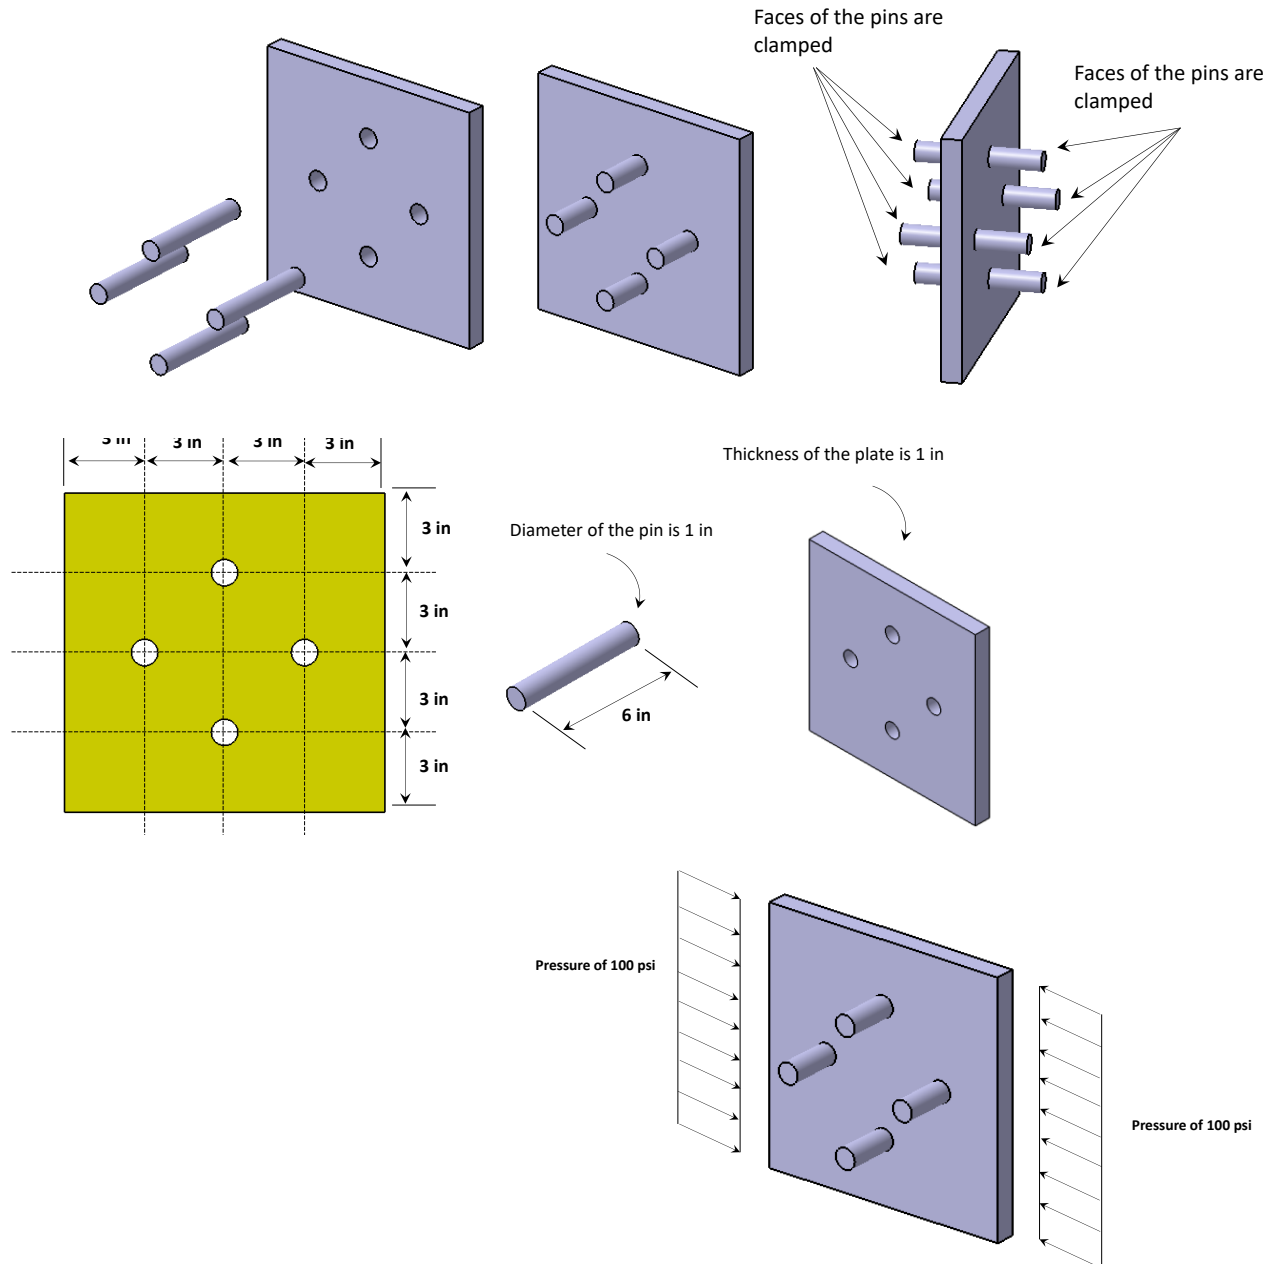 Faces of the pins are
clamped
Faces of the pins are
clamped
3 in
3 in
3 in
3 in
Thickness of the plate is 1 in
3 in
Diameter of the pin is 1 in
3 in
3 in
6 in
3 in
Pressure of 100 psi
Pressure of 100 psi